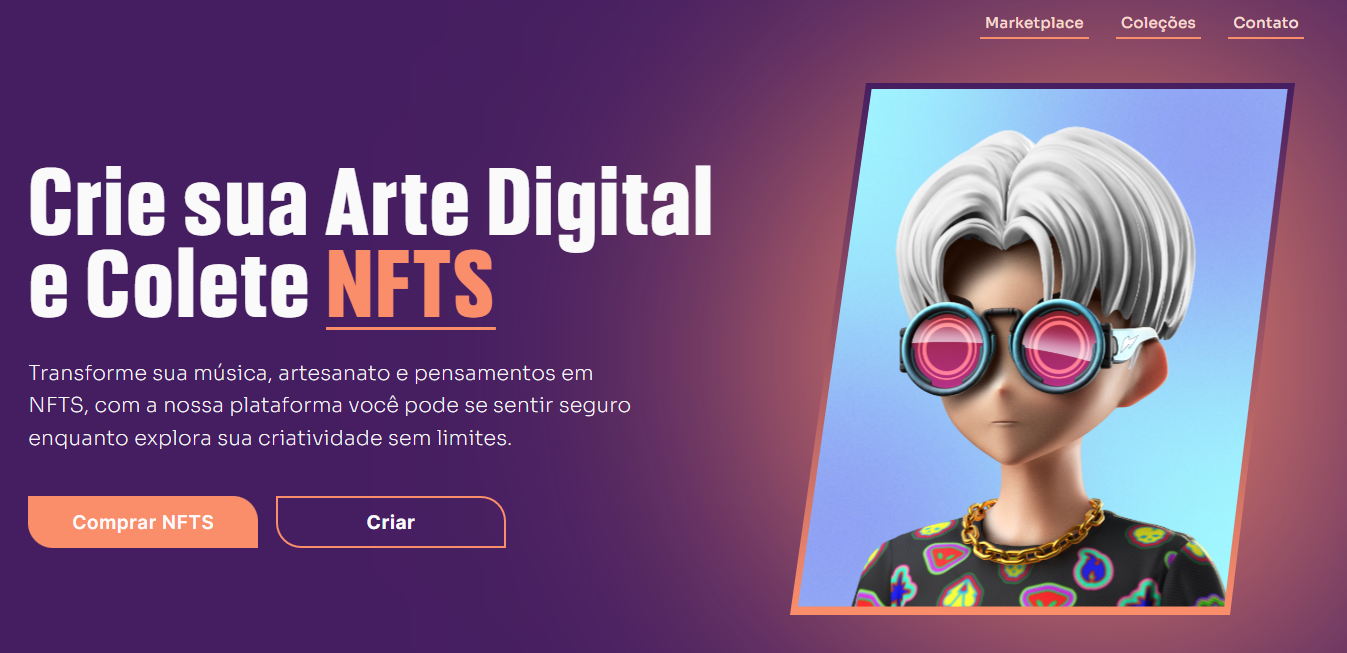 Marketplace
Coleções
Contato
Crie sua Arte Digital
e Colete NFTS
Transforme sua música, artesanato e pensamentos em
NFTS, com a nossa plataforma você pode se sentir seguro
enquanto explora sua criatividade sem limites.
Comprar NFTS
Criar